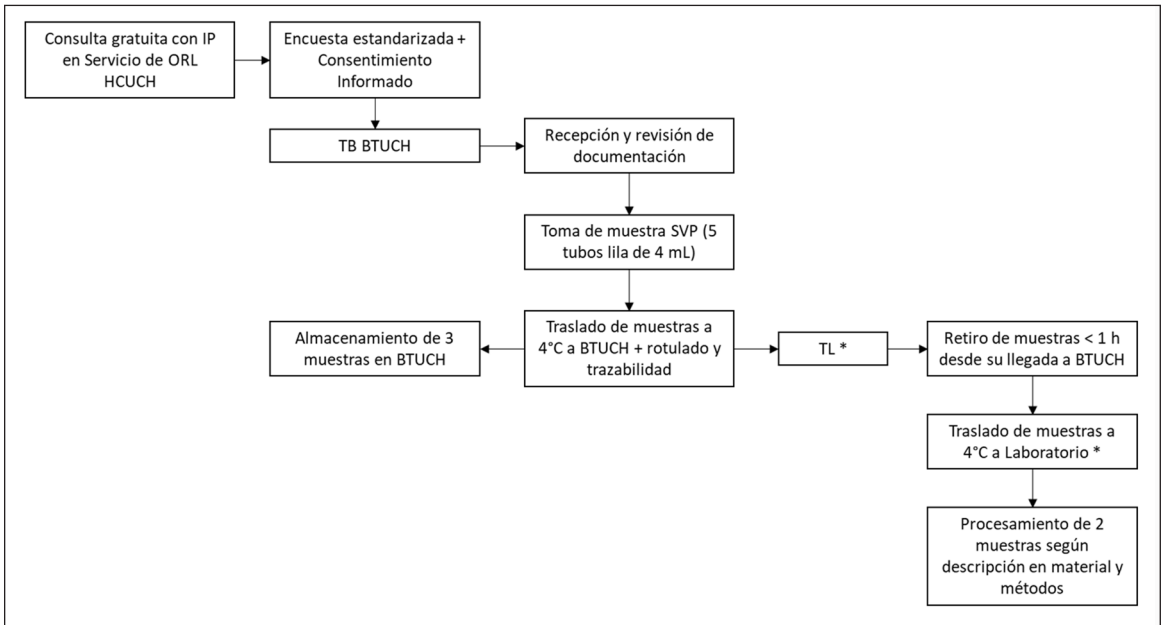 Consulta gratuita con IP
en Servicio de ORL
HCUCH
Encuesta estandarizada +
Consentimiento
Informado
TB BTUCH
Recepción y revisión de
documentación
Toma de muestra SVP (5
tubos lila de 4 mL)
Almacenamiento de 3
muestras en BTUCH
Traslado de muestras a
4°C a BTUCH + rotulado y
trazabilidad
TL *
Retiro de muestras < 1 h
desde su llegada a BTUCH
Traslado de muestras a
4°C a Laboratorio *
Procesamiento de 2
muestras según
descripción en material y
métodos